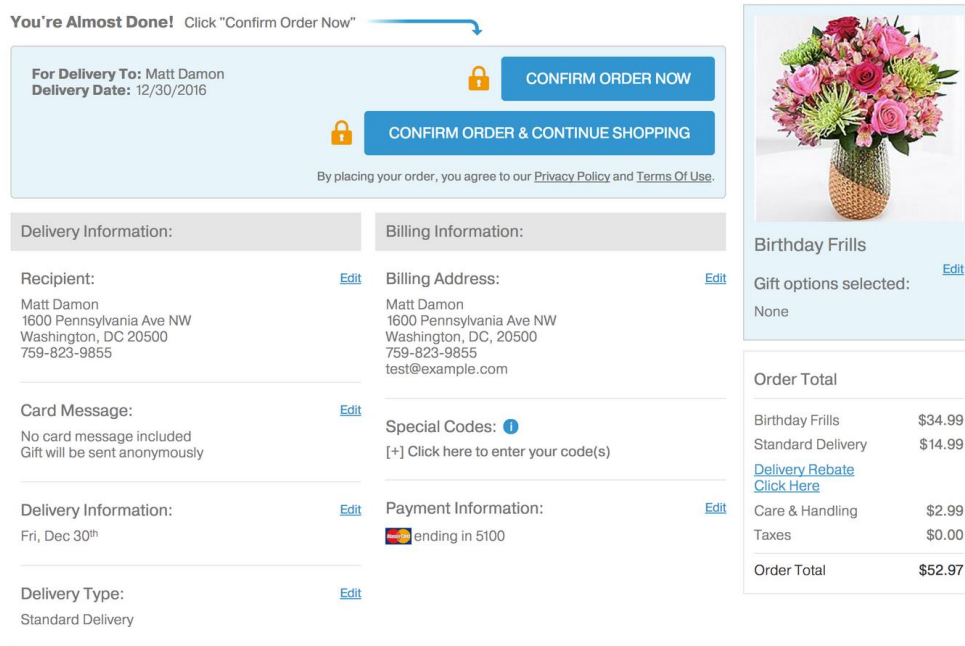 You're Almost Done! Click "Confirm Order Now"
For Delivery To: Matt Damon
Delivery Date: 12/30/2016
CONFIRM ORDER NOW
CONFIRM ORDER & CONTINUE SHOPPING
By placing your order, you agree to our Privacy Policy and Terms Of Use.
Delivery Information:
Recipient: Edit
Matt Damon
1600 Pennsylvania Ave NW
Washington, DC 20500
759-823-9855
Card Message: Edit
No card message included
Gift will be sent anonymously
Delivery Information: Edit
Fri, Dec 30th
Delivery Type: Edit
Standard Delivery
Billing Information:
Billing Address: Edit
Matt Damon
1600 Pennsylvania Ave NW
Washington, DC, 20500
759-823-9855
test@example.com
Special Codes: i
[+] Click here to enter your code(s)
Payment Information: Edit
MasterCard ending in 5100
Birthday Frills
Edit
Gift options selected:
None
Order Total
Birthday Frills $34.99
Standard Delivery $14.99
Delivery Rebate
Click Here
Care & Handling $2.99
Taxes $0.00
Order Total $52.97